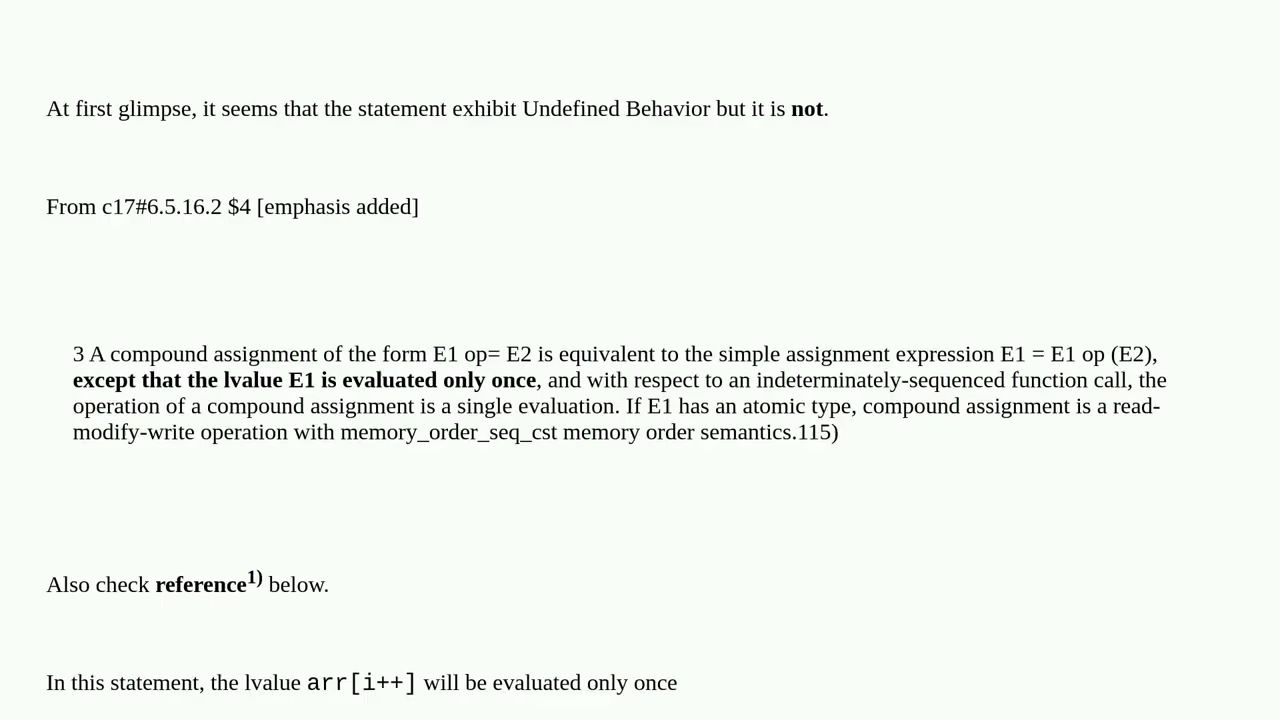 At first glimpse, it seems that the statement exhibit Undefined Behavior but it is not.
From c17#6.5.16.2 $4 [emphasis added]
3 A compound assignment of the form E1 op= E2 is equivalent to the simple assignment expression E1 = E1 op (E2),
except that the lvalue E1 is evaluated only once, and with respect to an indeterminately-sequenced function call, the
operation of a compound assignment is a single evaluation. If E1 has an atomic type, compound assignment is a read-
modify-write operation with memory_order_seq_cst memory order semantics.115)
Also check reference1) below.
In this statement, the lvalue arr[i++] will be evaluated only once